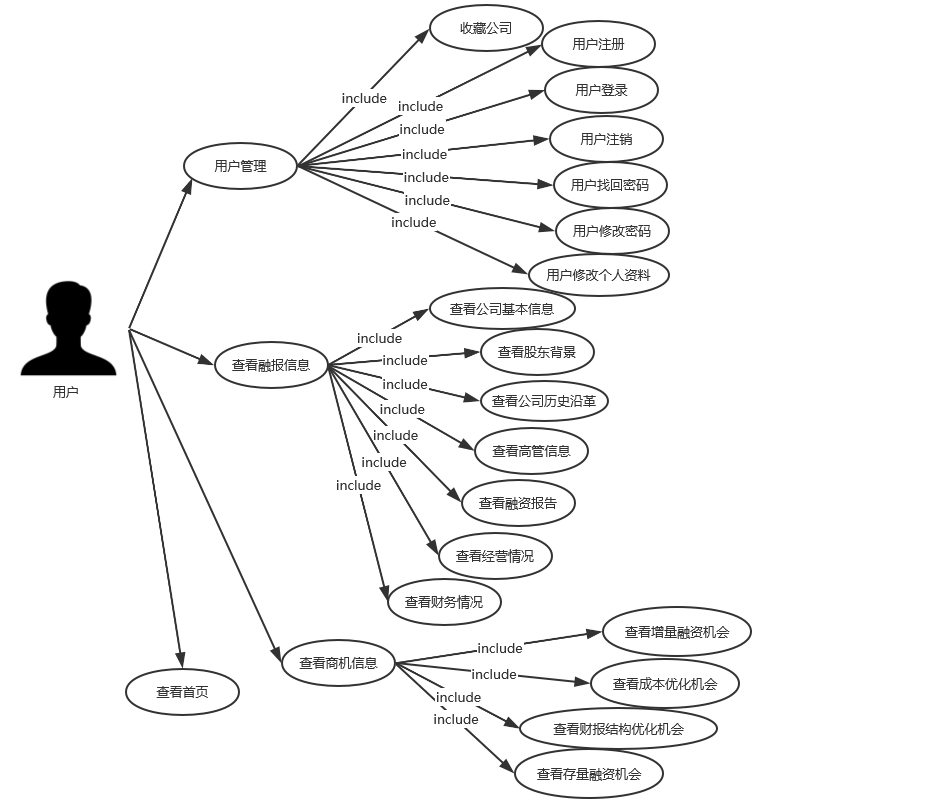 收藏公司
用户注册
用户登录
用户注销
用户找回密码
用户修改密码
用户修改个人资料
include
include
include
include
include
include
include
用户管理
用户
查看融报信息
include
include
include
include
include
include
include
查看公司基本信息
查看股东背景
查看公司历史沿革
查看高管信息
查看融资报告
查看经营情况
查看财务情况
查看商机信息
include
include
include
include
查看增量融资机会
查看成本优化机会
查看财报结构优化机会
查看存量融资机会
查看首页